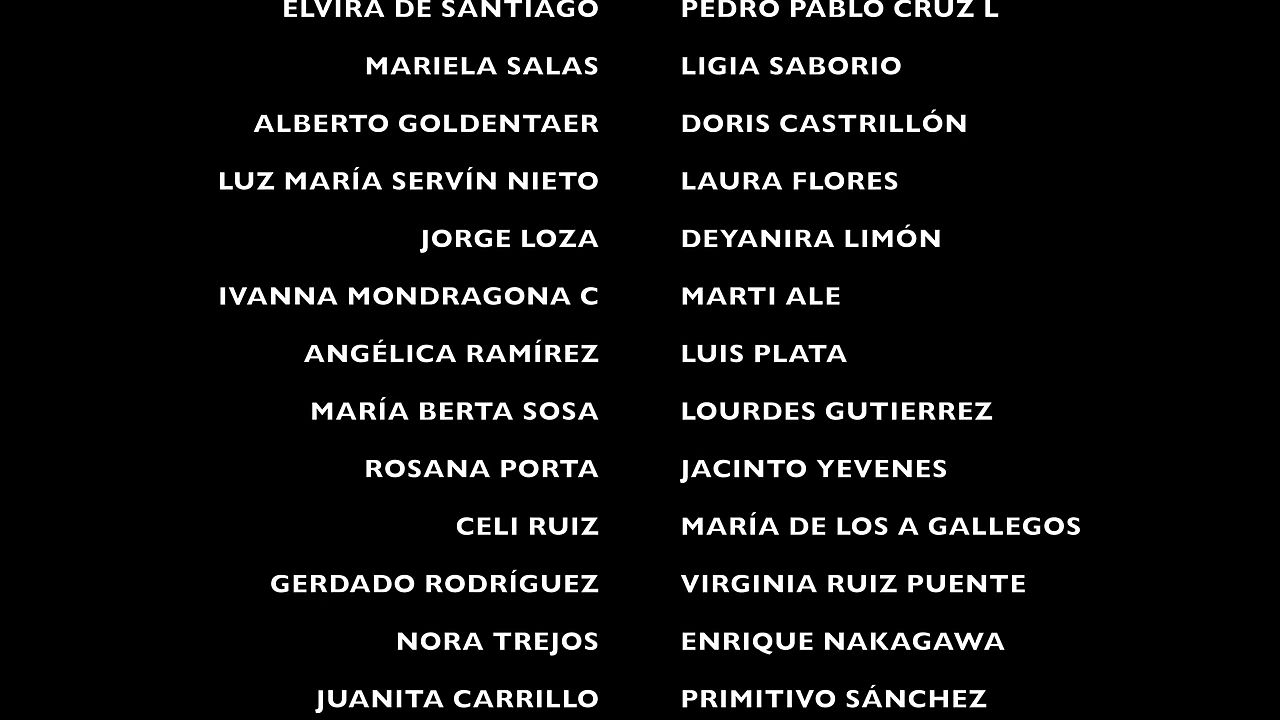 ELVIRA DE SANTIAGO PEDRO PABLO CRUZ L
MARIELA SALAS LIGIA SABORIO
ALBERTO GOLDENTAER DORIS CASTRILLÓN
LUZ MARÍA SERVÍN NIETO LAURA FLORES
JORGE LOZA DEYANIRA LIMÓN
IVANNA MONDRAGONA C MARTI ALE
ANGÉLICA RAMÍREZ LUIS PLATA
MARÍA BERTA SOSA LOURDES GUTIERREZ
ROSANA PORTA JACINTO YEVENES
CELI RUIZ MARÍA DE LOS A GALLEGOS
GERDADO RODRÍGUEZ VIRGINIA RUIZ PUENTE
NORA TREJOS ENRIQUE NAKAGAWA
JUANITA CARRILLO PRIMITIVO SÁNCHEZ